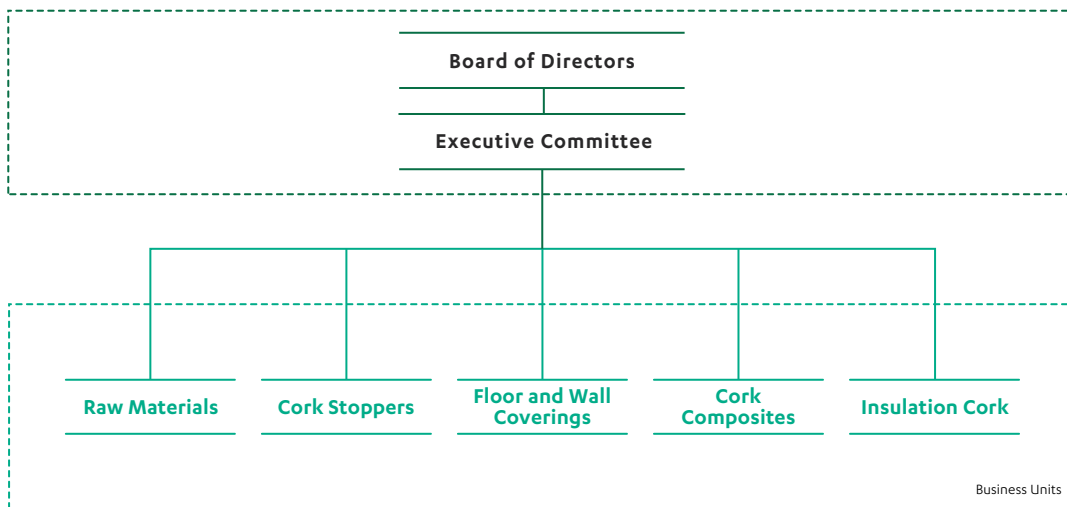 Board of Directors
Executive Committee
Raw Materials
Cork Stoppers
Floor and Wall
Coverings
Cork
Composites
Insulation Cork
Business Units